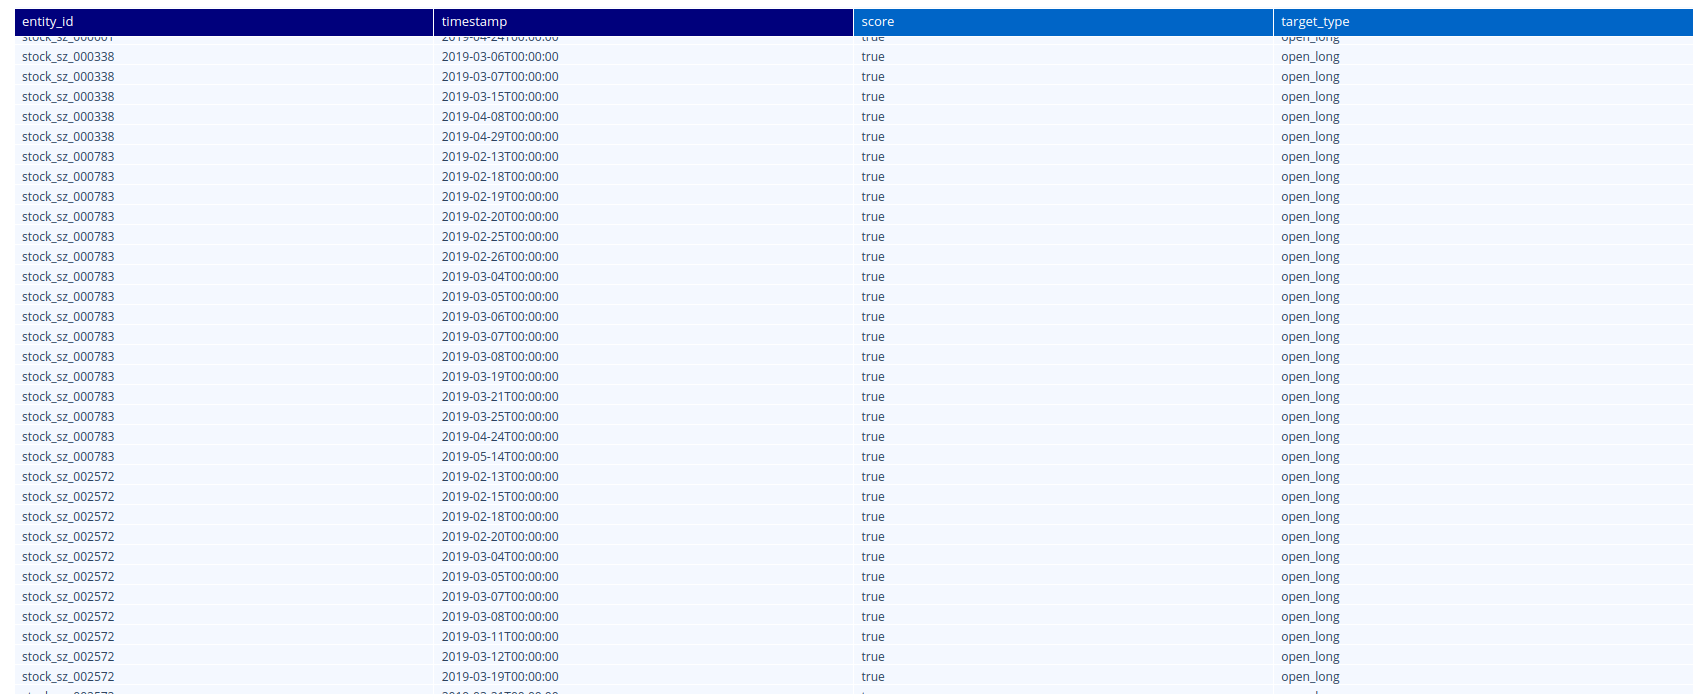 entity_id timestamp score target_type
stock_sz_000338 2019-03-06T00:00:00 true open_long
stock_sz_000338 2019-03-07T00:00:00 true open_long
stock_sz_000338 2019-03-15T00:00:00 true open_long
stock_sz_000338 2019-04-08T00:00:00 true open_long
stock_sz_000338 2019-04-29T00:00:00 true open_long
stock_sz_000783 2019-02-13T00:00:00 true open_long
stock_sz_000783 2019-02-18T00:00:00 true open_long
stock_sz_000783 2019-02-19T00:00:00 true open_long
stock_sz_000783 2019-02-20T00:00:00 true open_long
stock_sz_000783 2019-02-25T00:00:00 true open_long
stock_sz_000783 2019-02-26T00:00:00 true open_long
stock_sz_000783 2019-03-04T00:00:00 true open_long
stock_sz_000783 2019-03-05T00:00:00 true open_long
stock_sz_000783 2019-03-06T00:00:00 true open_long
stock_sz_000783 2019-03-07T00:00:00 true open_long
stock_sz_000783 2019-03-08T00:00:00 true open_long
stock_sz_000783 2019-03-19T00:00:00 true open_long
stock_sz_000783 2019-03-21T00:00:00 true open_long
stock_sz_000783 2019-03-25T00:00:00 true open_long
stock_sz_000783 2019-04-24T00:00:00 true open_long
stock_sz_000783 2019-05-14T00:00:00 true open_long
stock_sz_002572 2019-02-13T00:00:00 true open_long
stock_sz_002572 2019-02-15T00:00:00 true open_long
stock_sz_002572 2019-02-18T00:00:00 true open_long
stock_sz_002572 2019-02-20T00:00:00 true open_long
stock_sz_002572 2019-03-04T00:00:00 true open_long
stock_sz_002572 2019-03-05T00:00:00 true open_long
stock_sz_002572 2019-03-07T00:00:00 true open_long
stock_sz_002572 2019-03-08T00:00:00 true open_long
stock_sz_002572 2019-03-11T00:00:00 true open_long
stock_sz_002572 2019-03-12T00:00:00 true open_long
stock_sz_002572 2019-03-19T00:00:00 true open_long